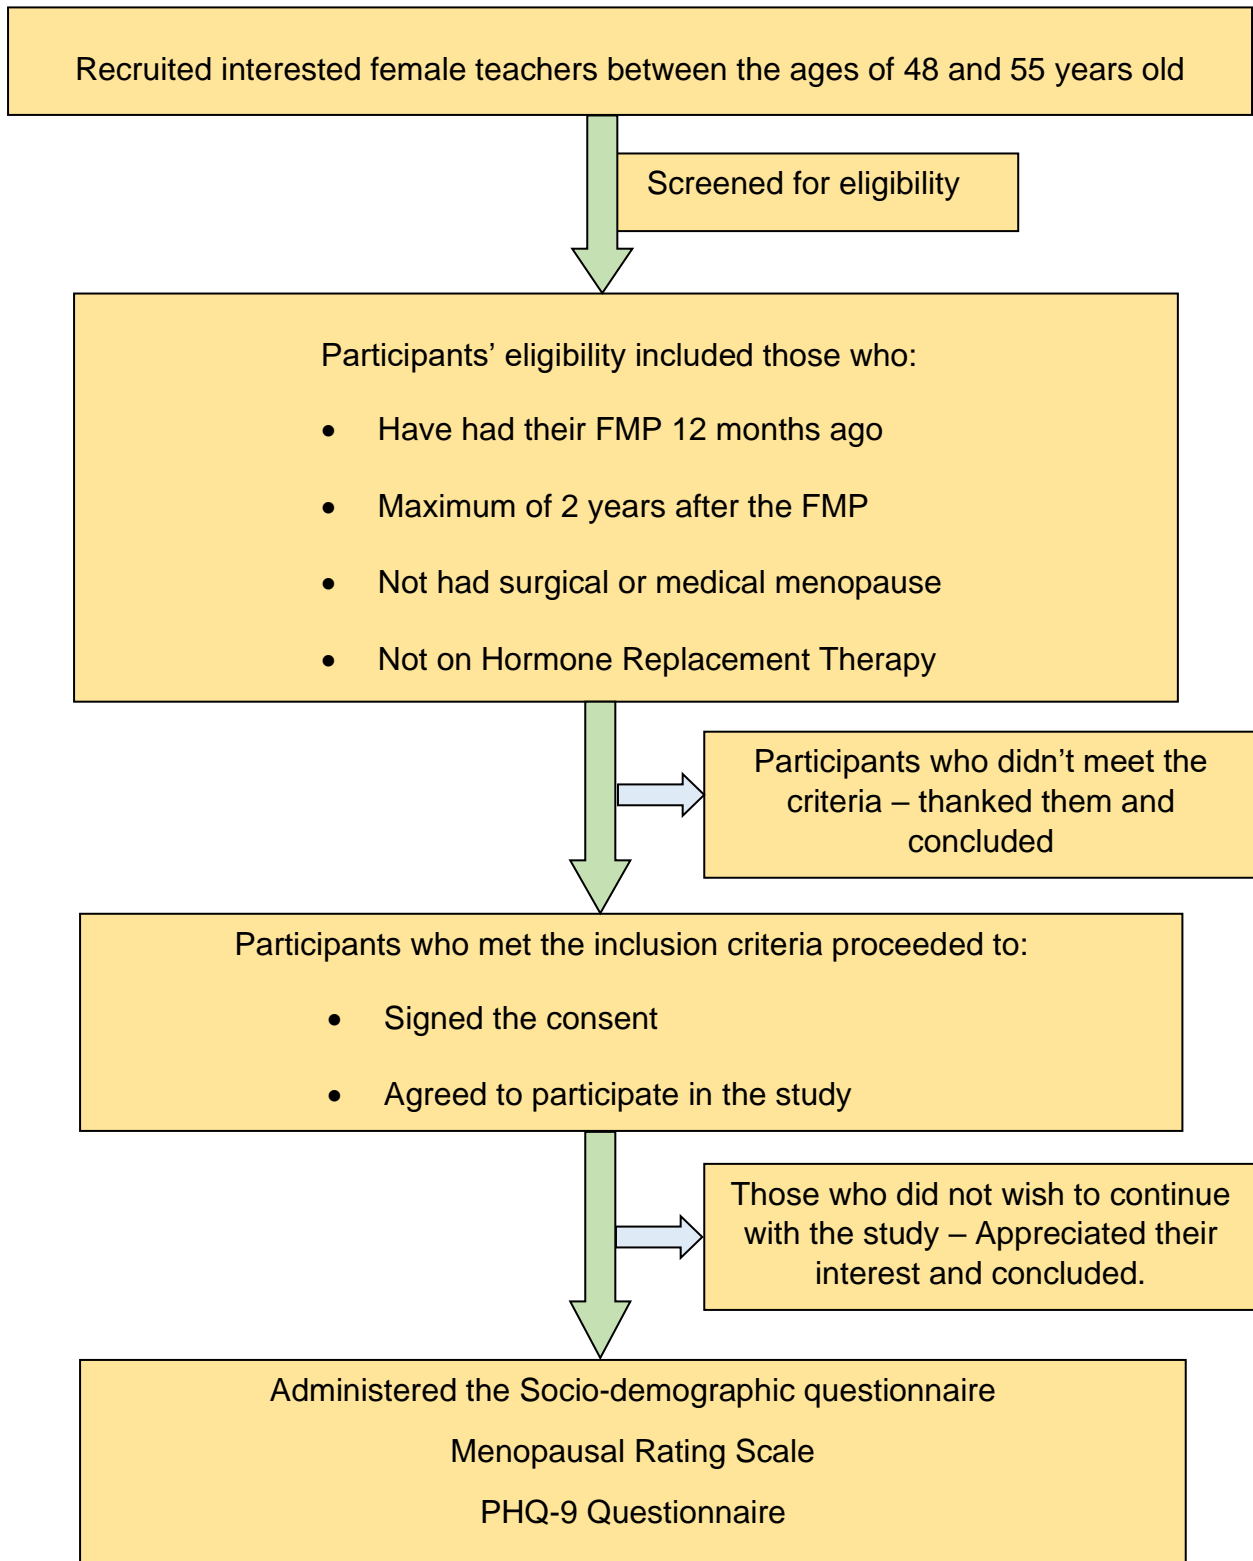 Recruited interested female teachers between the ages of 48 and 55 years old
Screened for eligibility
Participants’ eligibility included those who:
• Have had their FMP 12 months ago
• Maximum of 2 years after the FMP
• Not had surgical or medical menopause
• Not on Hormone Replacement Therapy
Participants who didn’t meet the
criteria – thanked them and
concluded
Participants who met the inclusion criteria proceeded to:
• Signed the consent
• Agreed to participate in the study
Those who did not wish to continue
with the study – Appreciated their
interest and concluded.
Administered the Socio-demographic questionnaire
Menopausal Rating Scale
PHQ-9 Questionnaire